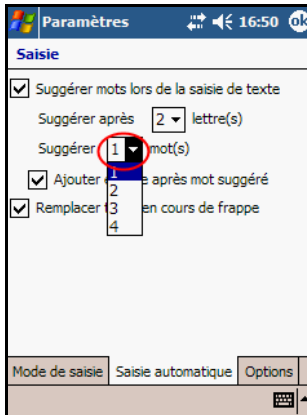 Paramètres 16:50 ok
Saisie
Suggérer mots lors de la saisie de texte
Suggérer après 2 lettre(s)
Suggérer 1 mot(s)
1
Ajouter après mot suggéré
2
Remplacer en cours de frappe
3
4
Mode de saisie Saisie automatique Options